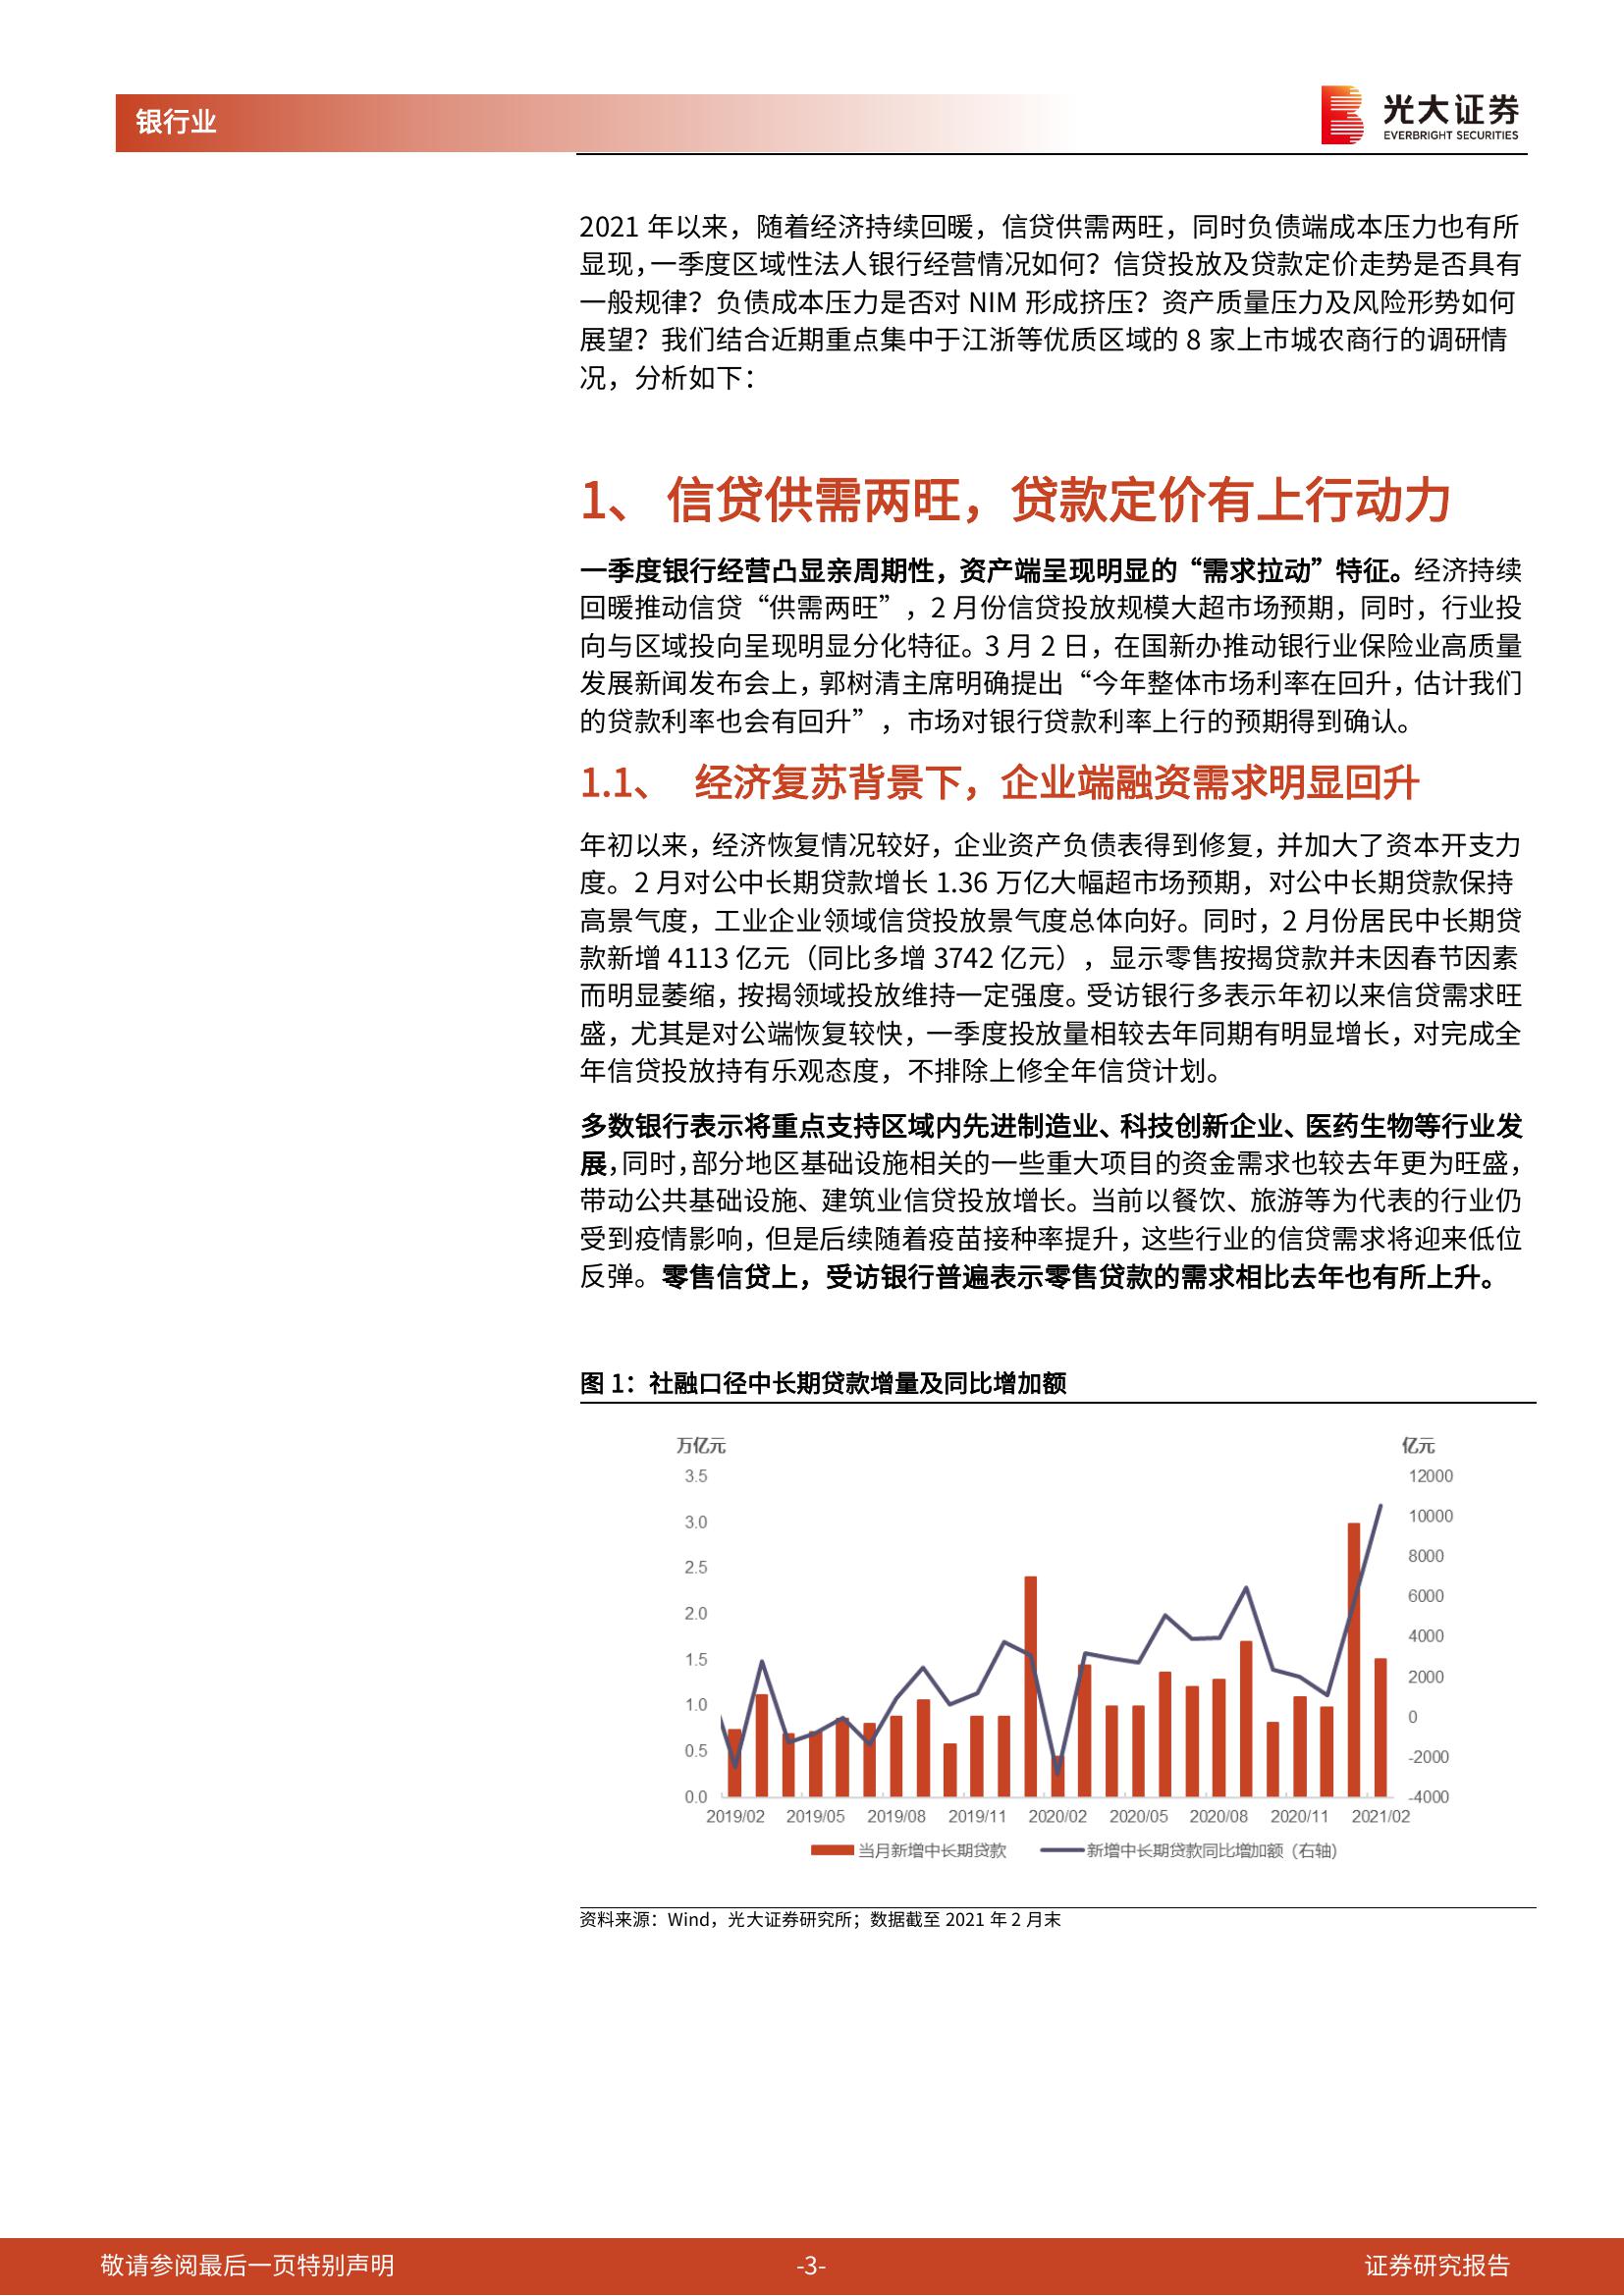 银行业
光大证券
EVERBRIGHT SECURITIES
2021 年以来，随着经济持续回暖，信贷供需两旺，同时负债端成本压力也有所
显现，一季度区域性法人银行经营情况如何？信贷投放及贷款定价走势是否具有
一般规律？负债成本压力是否对 NIM 形成挤压？资产质量压力及风险形势如何
展望？我们结合近期重点集中于江浙等优质区域的 8 家上市城农商行的调研情
况，分析如下：
1、 信贷供需两旺，贷款定价有上行动力
一季度银行经营凸显亲周期性，资产端呈现明显的“需求拉动”特征。经济持续
回暖推动信贷“供需两旺”，2 月份信贷投放规模大超市场预期，同时，行业投
向与区域投向呈现明显分化特征。3 月 2 日，在国新办推动银行业保险业高质量
发展新闻发布会上，郭树清主席明确提出“今年整体市场利率在回升，估计我们
的贷款利率也会有回升”，市场对银行贷款利率上行的预期得到确认。
1.1、 经济复苏背景下，企业端融资需求明显回升
年初以来，经济恢复情况较好，企业资产负债表得到修复，并加大了资本开支力
度。2 月对公中长期贷款增长 1.36 万亿大幅超市场预期，对公中长期贷款保持
高景气度，工业企业领域信贷投放景气度总体向好。同时，2 月份居民中长期贷
款新增 4113 亿元（同比多增 3742 亿元），显示零售按揭贷款并未因春节因素
而明显萎缩，按揭领域投放维持一定强度。受访银行多表示年初以来信贷需求旺
盛，尤其是对公端恢复较快，一季度投放量相较去年同期有明显增长，对完成全
年信贷投放持有乐观态度，不排除上修全年信贷计划。
多数银行表示将重点支持区域内先进制造业、科技创新企业、医药生物等行业发
展，同时，部分地区基础设施相关的一些重大项目的资金需求也较去年更为旺盛，
带动公共基础设施、建筑业信贷投放增长。当前以餐饮、旅游等为代表的行业仍
受到疫情影响，但是后续随着疫苗接种率提升，这些行业的信贷需求将迎来低位
反弹。零售信贷上，受访银行普遍表示零售贷款的需求相比去年也有所上升。
图 1：社融口径中长期贷款增量及同比增加额
万亿元 亿元
3.5 12000
3.0 10000
2.5 8000
2.0 6000
1.5 4000
1.0 2000
0.5 0
0.0 -2000
-4000
2019/02 2019/05 2019/08 2019/11 2020/02 2020/05 2020/08 2020/11 2021/02
当月新增中长期贷款 新增中长期贷款同比增加额（右轴）
资料来源：Wind，光大证券研究所；数据截至 2021 年 2 月末
敬请参阅最后一页特别声明 -3- 证券研究报告